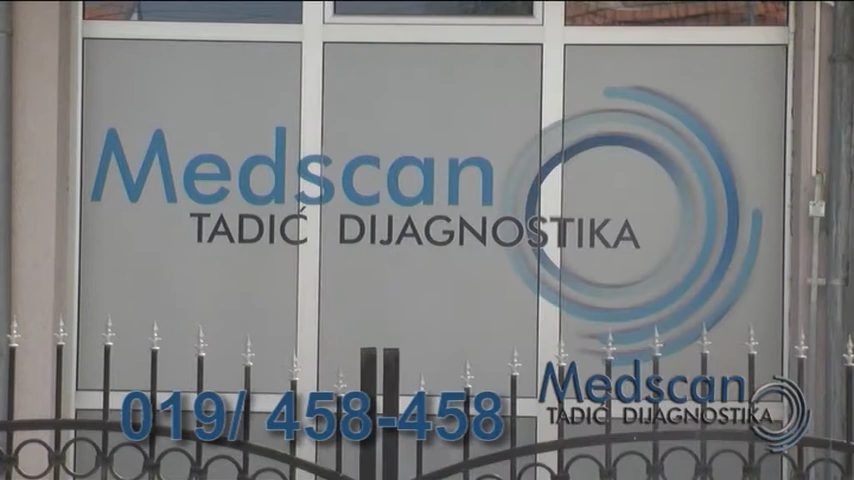 Medscan
TADIĆ DIJAGNOSTIKA
019/ 458-458
Medscan
TADIĆ DIJAGNOSTIKA